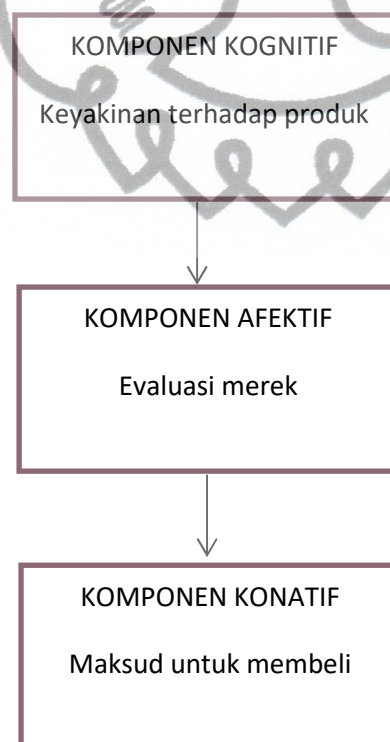 KOMPONEN KOGNITIF
Keyakinan terhadap produk
KOMPONEN AFEKTIF
Evaluasi merek
KOMPONEN KONATIF
Maksud untuk membeli